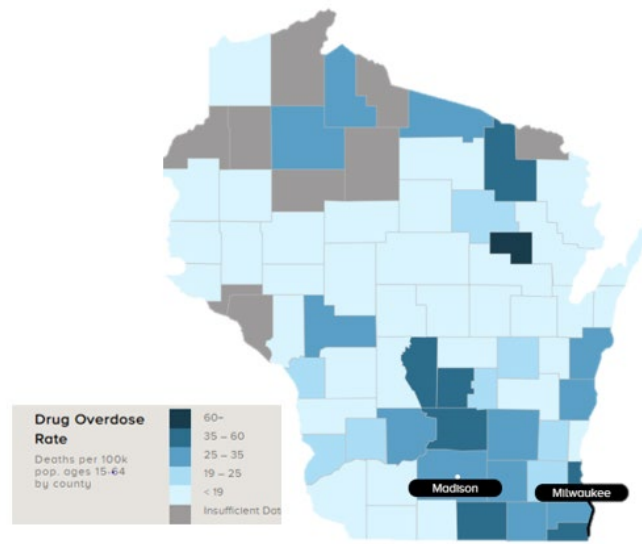 Drug Overdose
Rate
Deaths per 100k
pop. ages 15-64
by county
60+
35 – 60
25 – 35
19 – 25
< 19
Insufficient Dat
Madison
Milwaukee